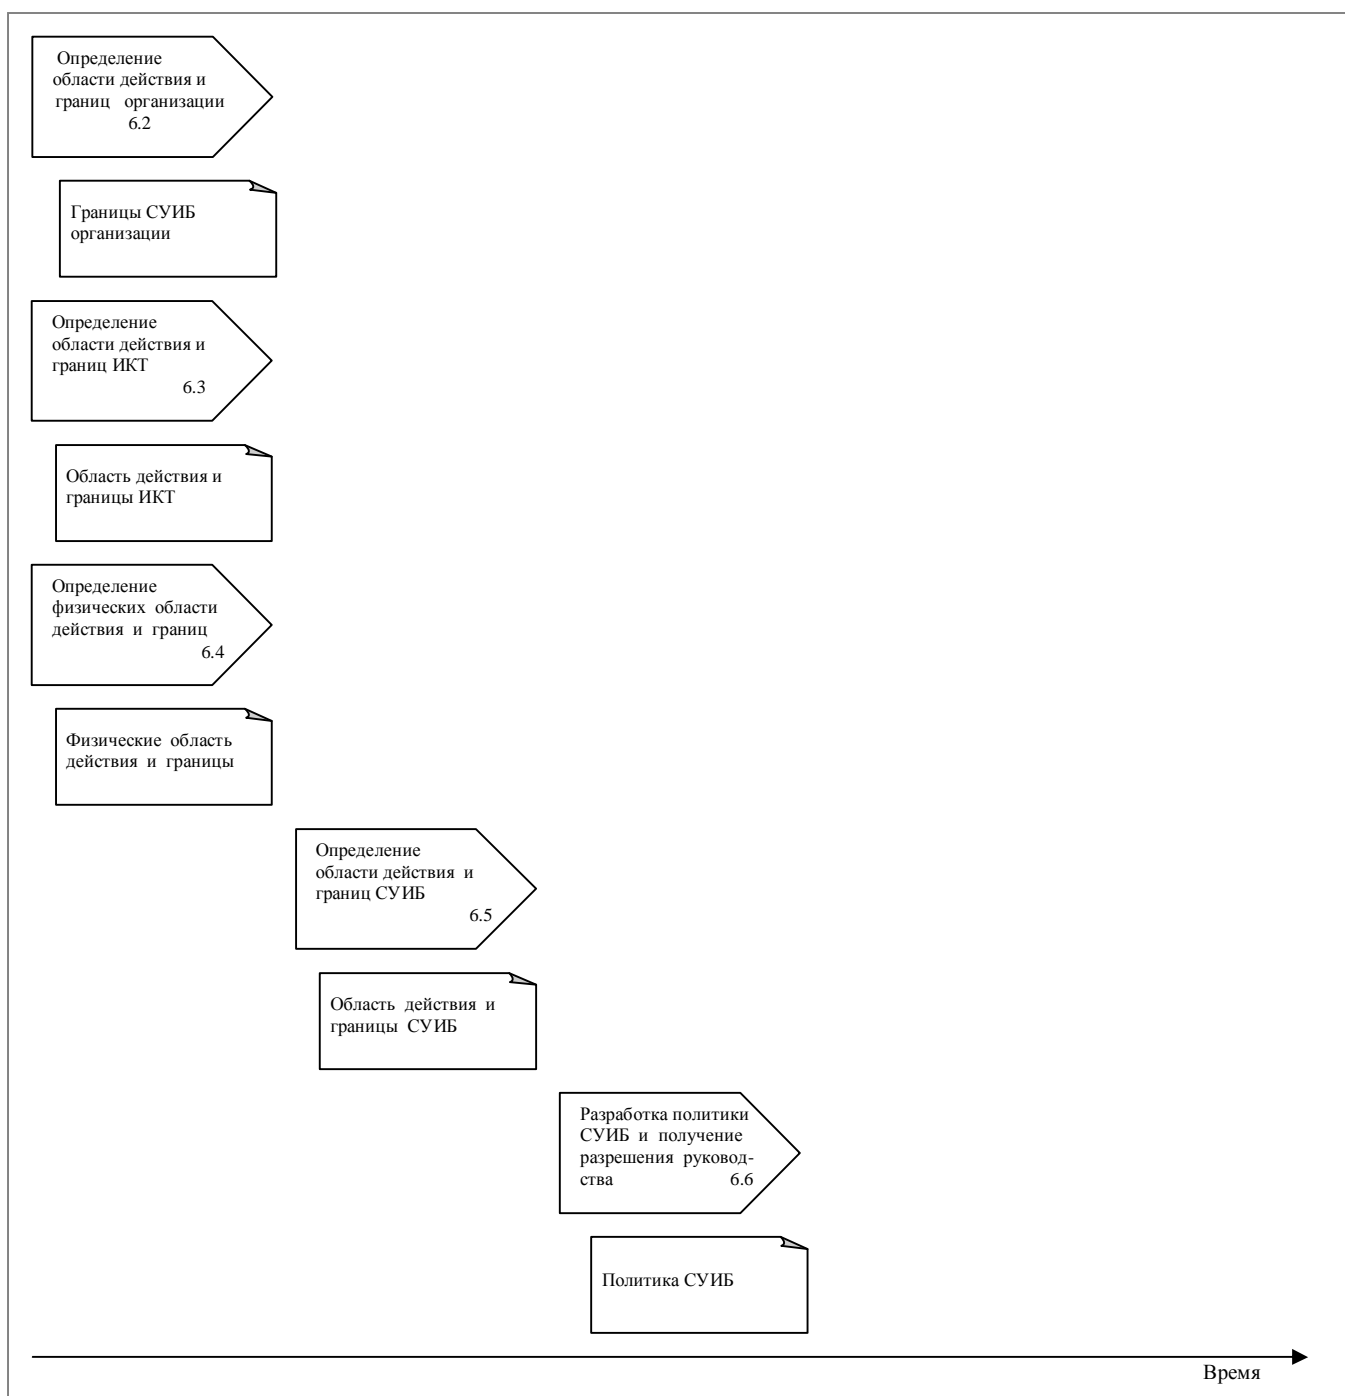 Определение
области действия и
границ организации
6.2
Границы СУИБ
организации
Определение
области действия и
границ ИКТ
6.3
Область действия и
границы ИКТ
Определение
физических области
действия и границ
6.4
Физические область
действия и границы
Определение
области действия и
границ СУИБ
6.5
Область действия и
границы СУИБ
Разработка политики
СУИБ и получение
разрешения руковод-
ства 6.6
Политика СУИБ
Время